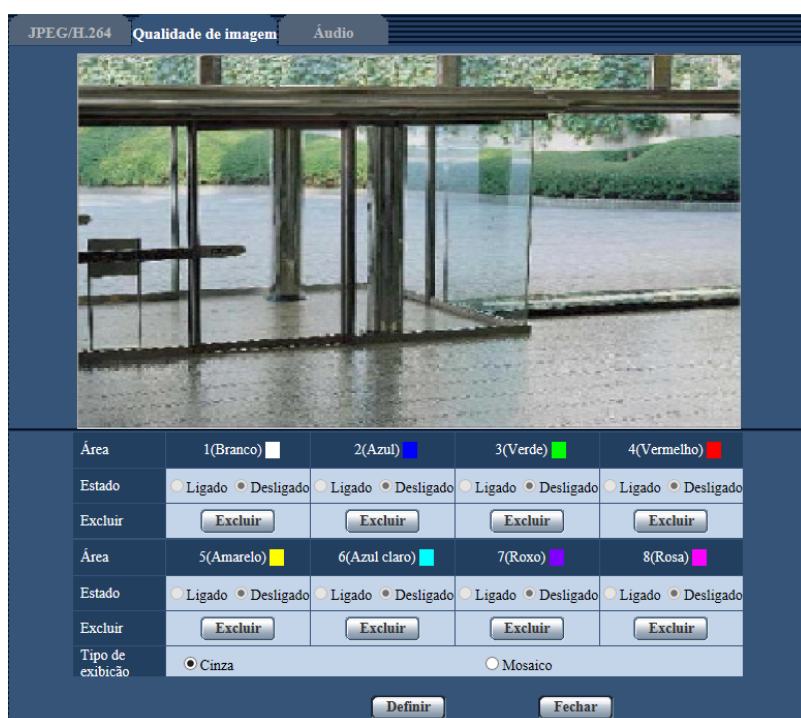 JPEG/H.264 Qualidade de imagem Áudio
Área 1(Branco) 2(Azul) 3(Verde) 4(Vermelho)
Estado Ligado Desligado Ligado Desligado Ligado Desligado Ligado Desligado
Excluir Excluir Excluir Excluir Excluir
Área 5(Amarelo) 6(Azul claro) 7(Roxo) 8(Rosa)
Estado Ligado Desligado Ligado Desligado Ligado Desligado Ligado Desligado
Excluir Excluir Excluir Excluir Excluir
Tipo de
exibição Cinza Mosaico
Definir Fechar